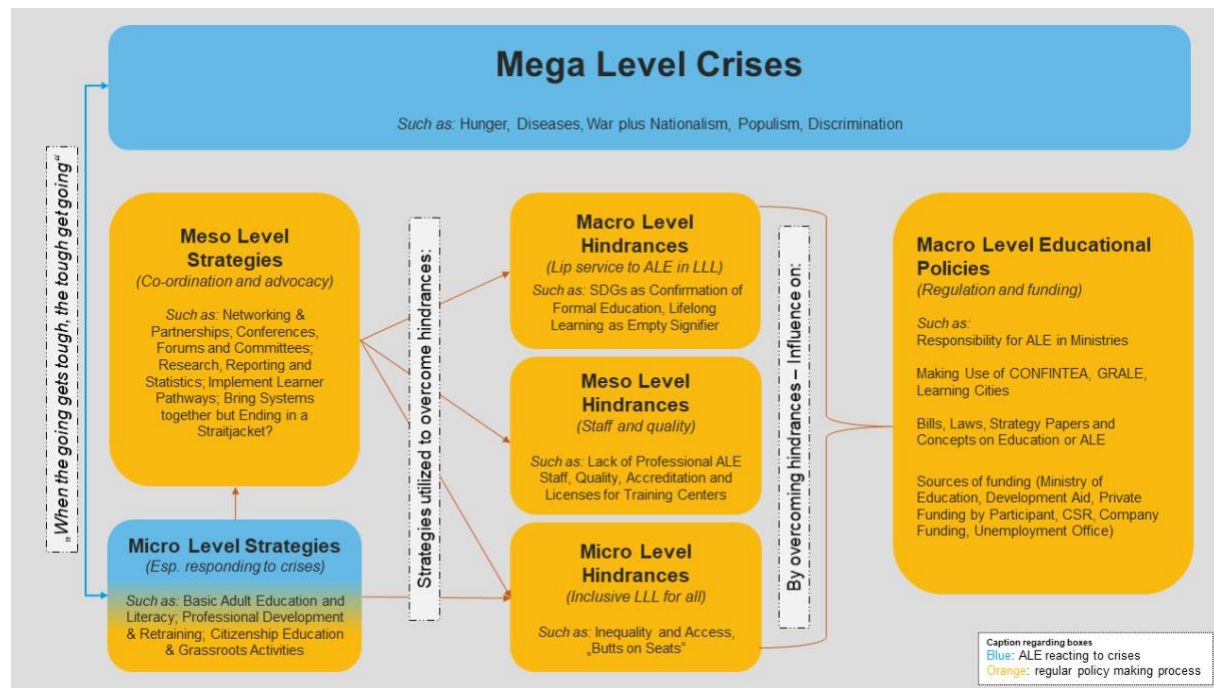 Mega Level Crises
Such as: Hunger, Diseases, War plus Nationalism, Populism, Discrimination
„When the going gets tough, the tough get going“
Meso Level
Strategies
(Co-ordination and advocacy)
Such as: Networking &
Partnerships; Conferences,
Forums and Committees;
Research, Reporting and
Statistics; Implement Learner
Pathways; Bring Systems
together but Ending in a
Straitjacket?
Micro Level Strategies
(Esp. responding to crises)
Such as: Basic Adult Education and
Literacy; Professional Development
& Retraining; Citizenship Education
& Grassroots Activities
Strategies utilized to overcome hindrances:
Macro Level
Hindrances
(Lip service to ALE in LLL)
Such as: SDGs as Confirmation of
Formal Education, Lifelong
Learning as Empty Signifier
Meso Level
Hindrances
(Staff and quality)
Such as: Lack of Professional ALE
Staff, Quality, Accreditation and
Licenses for Training Centers
Micro Level
Hindrances
(Inclusive LLL for all)
Such as: Inequality and Access,
„Butts on Seats“
By overcoming hindrances – Influence on:
Macro Level Educational
Policies
(Regulation and funding)
Such as:
Responsibility for ALE in Ministries
Making Use of CONFINTEA, GRALE,
Learning Cities
Bills, Laws, Strategy Papers and
Concepts on Education or ALE
Sources of funding (Ministry of
Education, Development Aid, Private
Funding by Participant, CSR, Company
Funding, Unemployment Office)
Caption regarding boxes
Blue: ALE reacting to crises
Orange: regular policy making process